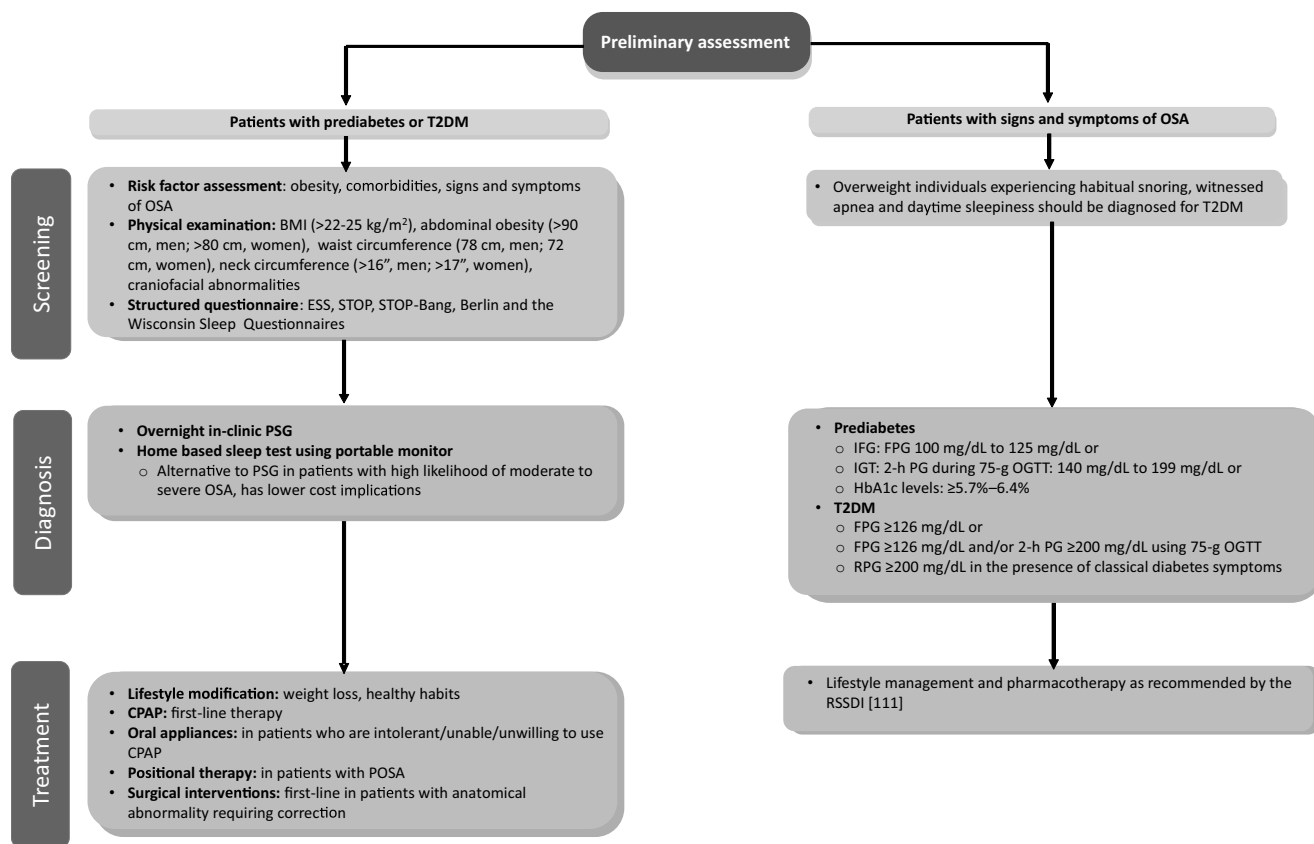 Preliminary assessment
Patients with prediabetes or T2DM
Patients with signs and symptoms of OSA
Screening
• Risk factor assessment: obesity, comorbidities, signs and symptoms
of OSA
• Physical examination: BMI (>22-25 kg/m²), abdominal obesity (>90
cm, men; >80 cm, women), waist circumference (78 cm, men; 72
cm, women), neck circumference (>16”, men; >17”, women),
craniofacial abnormalities
• Structured questionnaire: ESS, STOP, STOP-Bang, Berlin and the
Wisconsin Sleep Questionnaires
• Overweight individuals experiencing habitual snoring, witnessed
apnea and daytime sleepiness should be diagnosed for T2DM
Diagnosis
• Overnight in-clinic PSG
• Home based sleep test using portable monitor
o Alternative to PSG in patients with high likelihood of moderate to
severe OSA, has lower cost implications
• Prediabetes
o IFG: FPG 100 mg/dL to 125 mg/dL or
o IGT: 2-h PG during 75-g OGTT: 140 mg/dL to 199 mg/dL or
o HbA1c levels: ≥5.7%–6.4%
• T2DM
o FPG ≥126 mg/dL or
o FPG ≥126 mg/dL and/or 2-h PG ≥200 mg/dL using 75-g OGTT
o RPG ≥200 mg/dL in the presence of classical diabetes symptoms
Treatment
• Lifestyle modification: weight loss, healthy habits
• CPAP: first-line therapy
• Oral appliances: in patients who are intolerant/unable/unwilling to use
CPAP
• Positional therapy: in patients with POSA
• Surgical interventions: first-line in patients with anatomical
abnormality requiring correction
• Lifestyle management and pharmacotherapy as recommended by the
RSSDI [111]